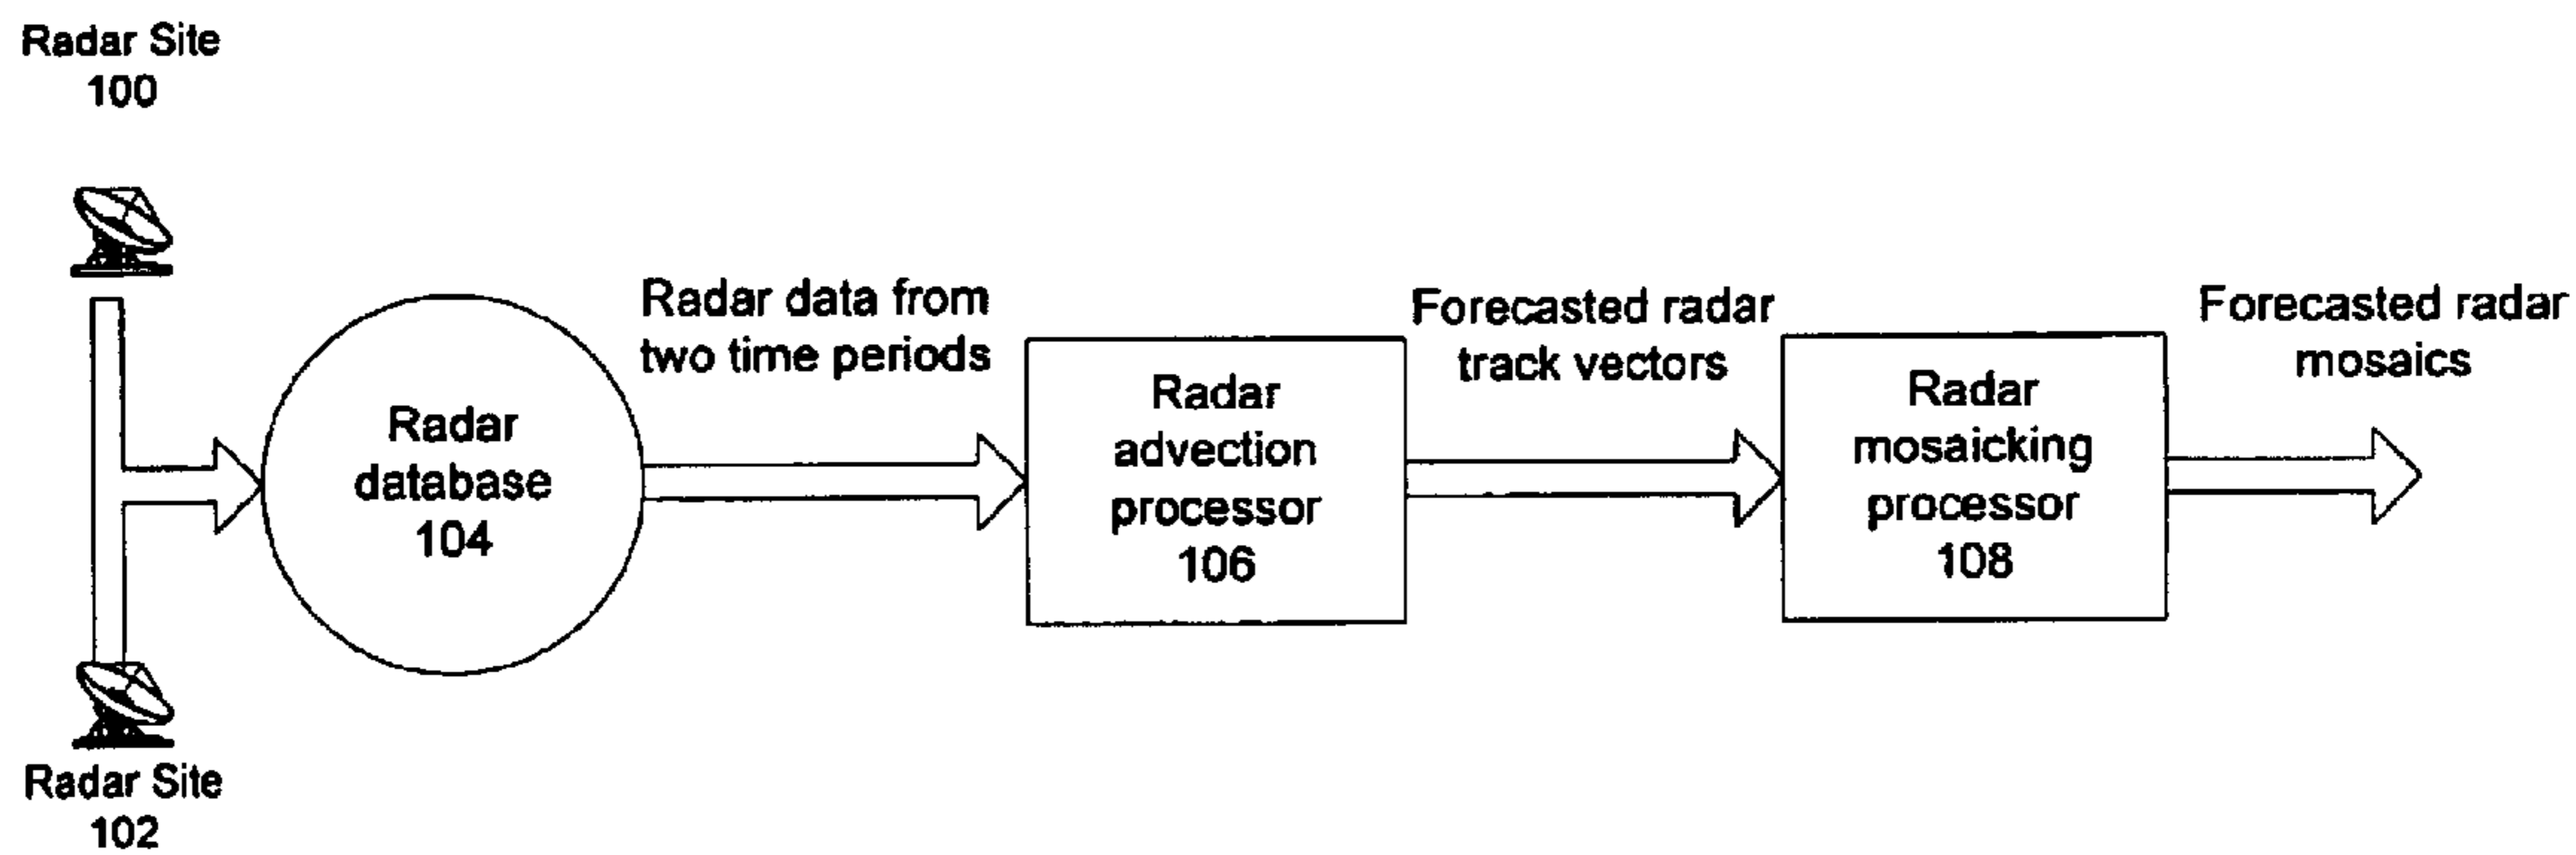 Radar Site
100
Radar data from
two time periods
Forecasted radar
track vectors
Forecasted radar
mosaics
Radar
database
104
Radar
advection
processor
106
Radar
mosaicking
processor
108
Radar Site
102